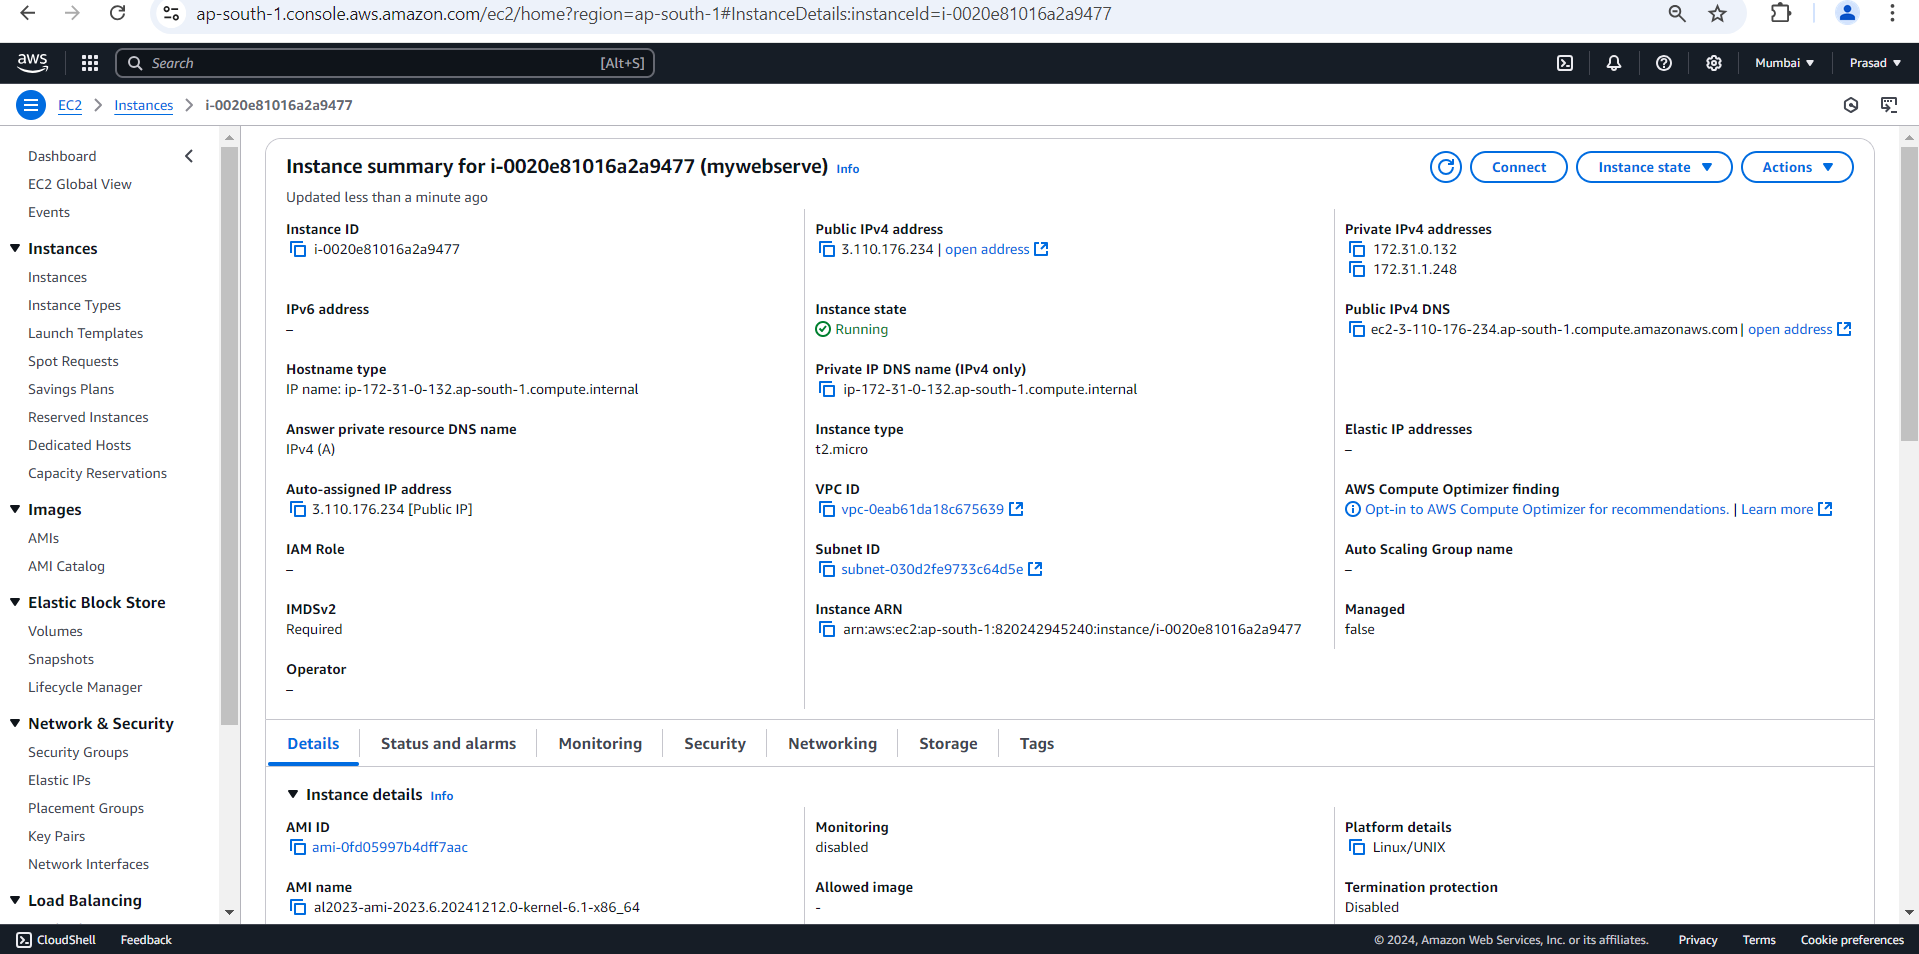 ap-south-1.console.aws.amazon.com/ec2/home?region=ap-south-1#InstanceDetails:instanceId=i-0020e81016a2a9477
aws
Search
[Alt+S]
Mumbai
Prasad
EC2
Instances
i-0020e81016a2a9477
Dashboard
EC2 Global View
Events
Instances
Instances
Instance Types
Launch Templates
Spot Requests
Savings Plans
Reserved Instances
Dedicated Hosts
Capacity Reservations
Images
AMIs
AMI Catalog
Elastic Block Store
Volumes
Snapshots
Lifecycle Manager
Network & Security
Security Groups
Elastic IPs
Placement Groups
Key Pairs
Network Interfaces
Load Balancing
Instance summary for i-0020e81016a2a9477 (mywebserve) Info
Updated less than a minute ago
Connect
Instance state
Actions
Instance ID
i-0020e81016a2a9477
Public IPv4 address
3.110.176.234 | open address
Private IPv4 addresses
172.31.0.132
172.31.1.248
IPv6 address
–
Instance state
Running
Public IPv4 DNS
ec2-3-110-176-234.ap-south-1.compute.amazonaws.com | open address
Hostname type
IP name: ip-172-31-0-132.ap-south-1.compute.internal
Private IP DNS name (IPv4 only)
ip-172-31-0-132.ap-south-1.compute.internal
Answer private resource DNS name
IPv4 (A)
Instance type
t2.micro
Elastic IP addresses
–
Auto-assigned IP address
3.110.176.234 [Public IP]
VPC ID
vpc-0eab61da18c675639
AWS Compute Optimizer finding
Opt-in to AWS Compute Optimizer for recommendations. | Learn more
IAM Role
–
Subnet ID
subnet-030d2fe9733c64d5e
Auto Scaling Group name
–
IMDSv2
Required
Instance ARN
arn:aws:ec2:ap-south-1:820242945240:instance/i-0020e81016a2a9477
Managed
false
Operator
–
Details
Status and alarms
Monitoring
Security
Networking
Storage
Tags
Instance details Info
AMI ID
ami-0fd05997b4dff7aac
Monitoring
disabled
Platform details
Linux/UNIX
AMI name
al2023-ami-2023.6.20241212.0-kernel-6.1-x86_64
Allowed image
-
Termination protection
Disabled
CloudShell
Feedback
© 2024, Amazon Web Services, Inc. or its affiliates.
Privacy
Terms
Cookie preferences